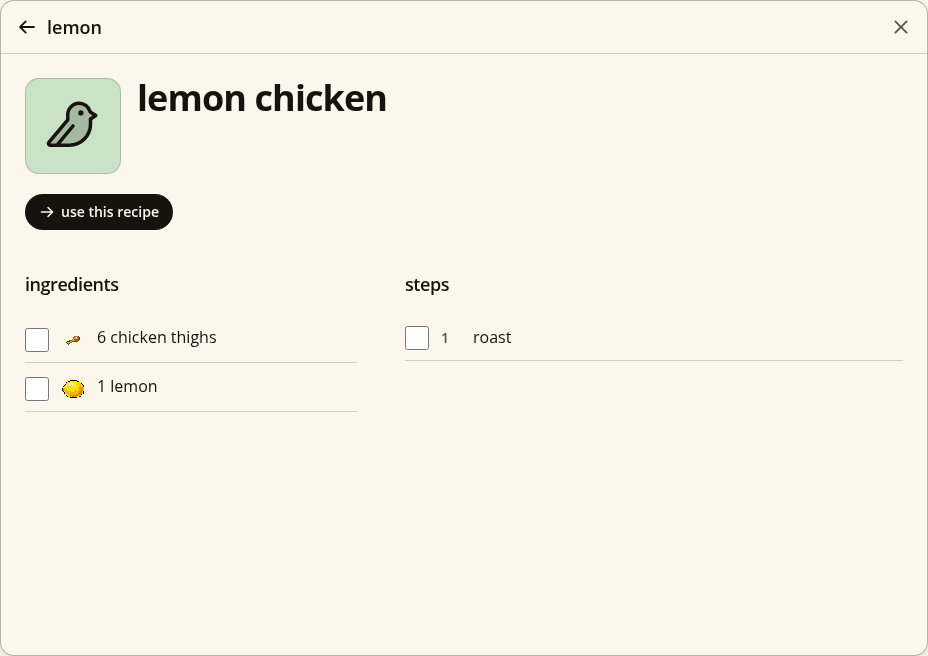 lemon
lemon chicken
use this recipe
ingredients
6 chicken thighs
1 lemon
steps
1 roast